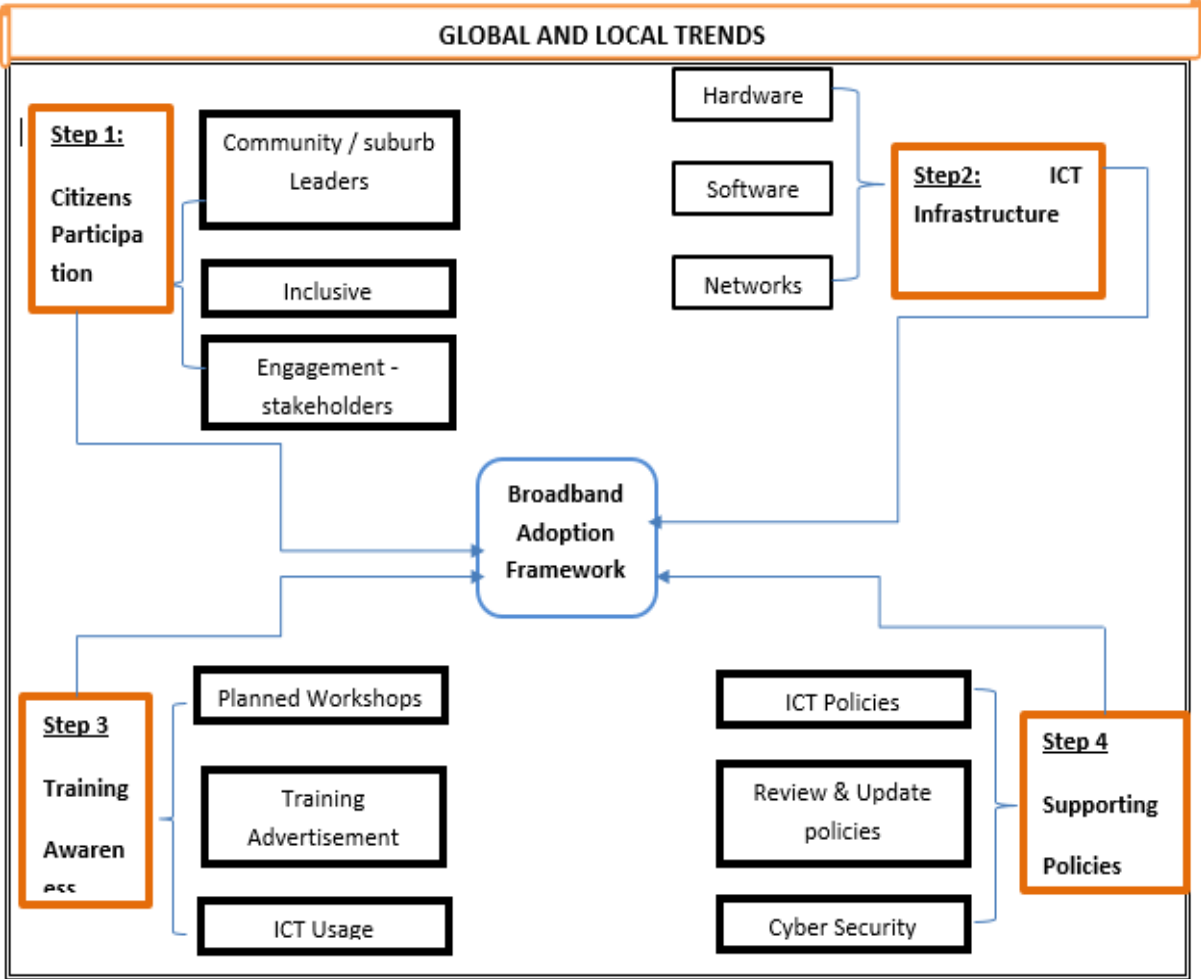 GLOBAL AND LOCAL TRENDS
Step 1:
Citizens
Participa
tion
Community / suburb
Leaders
Inclusive
Engagement -
stakeholders
Hardware
Software
Networks
Step2: ICT
Infrastructure
Broadband
Adoption
Framework
Step 3
Training
Awaren
ess
Planned Workshops
Training
Advertisement
ICT Usage
ICT Policies
Review & Update
policies
Cyber Security
Step 4
Supporting
Policies